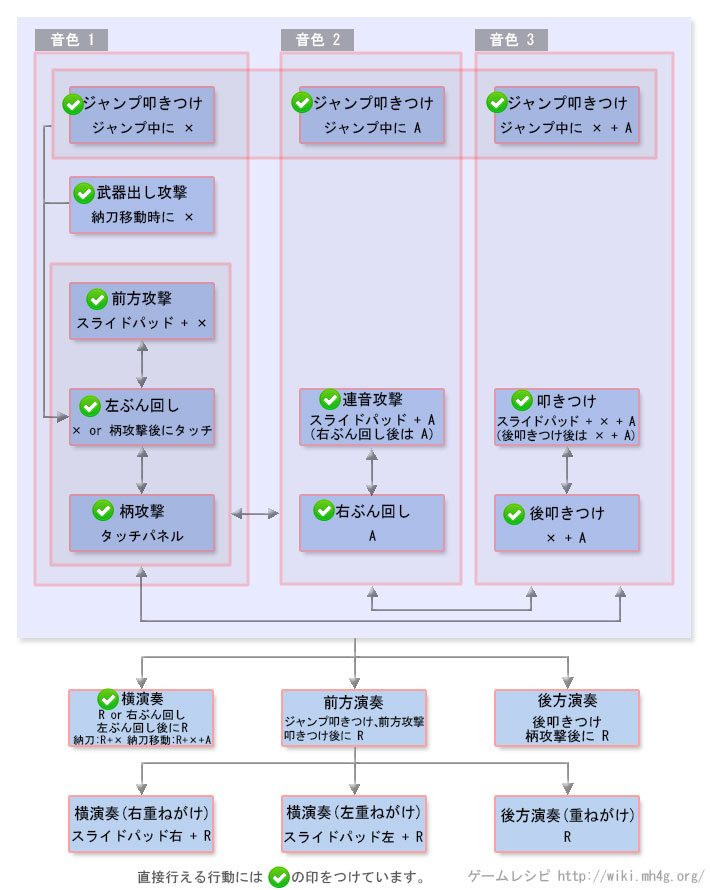 音色 1
音色 2
音色 3
ジャンプ叩きつけ
ジャンプ中に ×
ジャンプ叩きつけ
ジャンプ中に A
ジャンプ叩きつけ
ジャンプ中に × + A
武器出し攻撃
納刀移動時に ×
前方攻撃
スライドパッド + ×
左ぶん回し
× or 柄攻撃後にタッチ
連音攻撃
スライドパッド + A
(右ぶん回し後は A)
叩きつけ
スライドパッド + × + A
(後叩きつけ後は × + A)
柄攻撃
タッチパネル
右ぶん回し
A
後叩きつけ
× + A
横演奏
R or 右ぶん回し
左ぶん回し後にR
納刀:R+× 納刀移動:R+×+A
前方演奏
ジャンプ叩きつけ、前方攻撃
叩きつけ後に R
後方演奏
後叩きつけ
柄攻撃後に R
横演奏(右重ねがけ)
スライドパッド右 + R
横演奏(左重ねがけ)
スライドパッド左 + R
後方演奏(重ねがけ)
R
直接行える行動には の印をつけています。
ゲームレシピ http://wiki.mh4g.org/